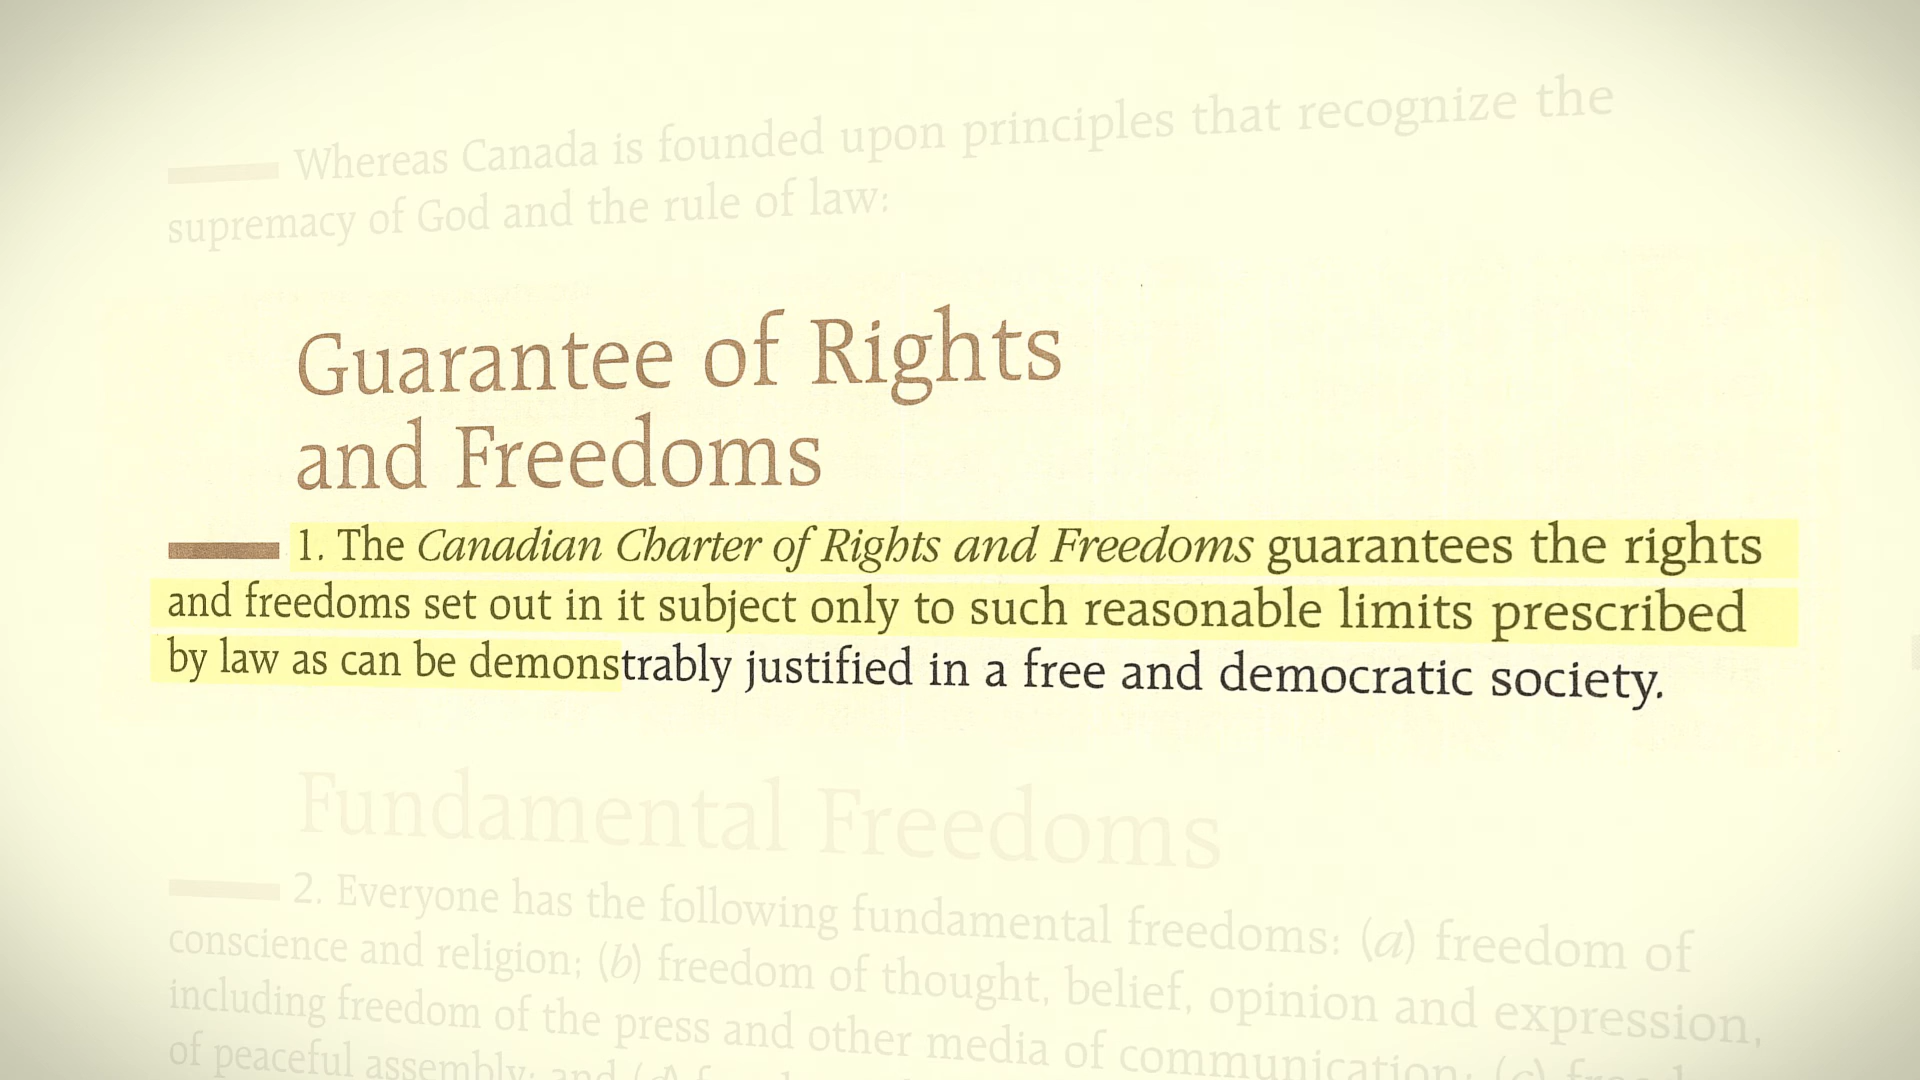 Whereas Canada is founded upon principles that recognize the
supremacy of God and the rule of law:
Guarantee of Rights
and Freedoms
1. The Canadian Charter of Rights and Freedoms guarantees the rights
and freedoms set out in it subject only to such reasonable limits prescribed
by law as can be demonstrably justified in a free and democratic society.
Fundamental Freedoms
2. Everyone has the following fundamental freedoms: (a) freedom of
conscience and religion; (b) freedom of thought, belief, opinion and expression,
including freedom of the press and other media of communication; (c)
of peaceful assembly; and (d)